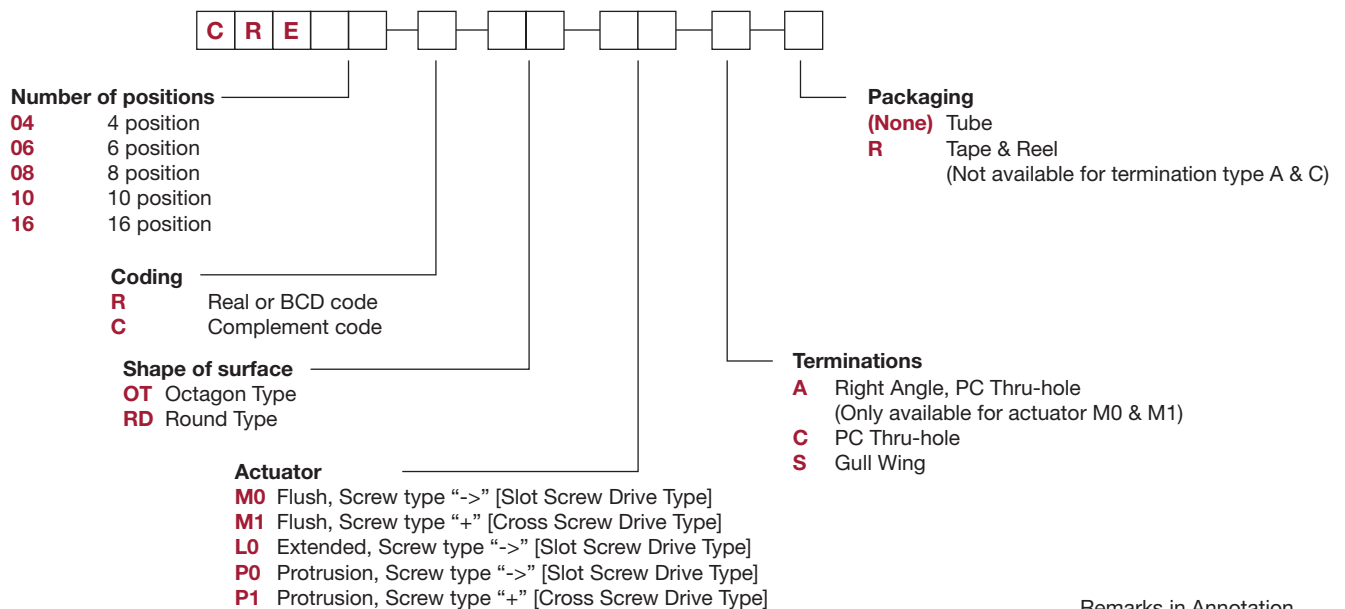 C R E
Number of positions
04 4 position
06 6 position
08 8 position
10 10 position
16 16 position
Coding
R Real or BCD code
C Complement code
Shape of surface
OT Octagon Type
RD Round Type
Actuator
M0 Flush, Screw type “->” [Slot Screw Drive Type]
M1 Flush, Screw type “+” [Cross Screw Drive Type]
L0 Extended, Screw type “->” [Slot Screw Drive Type]
P0 Protrusion, Screw type “->” [Slot Screw Drive Type]
P1 Protrusion, Screw type “+” [Cross Screw Drive Type]
Packaging
(None) Tube
R Tape & Reel
(Not available for termination type A & C)
Terminations
A Right Angle, PC Thru-hole
(Only available for actuator M0 & M1)
C PC Thru-hole
S Gull Wing
Remarks in Annotation